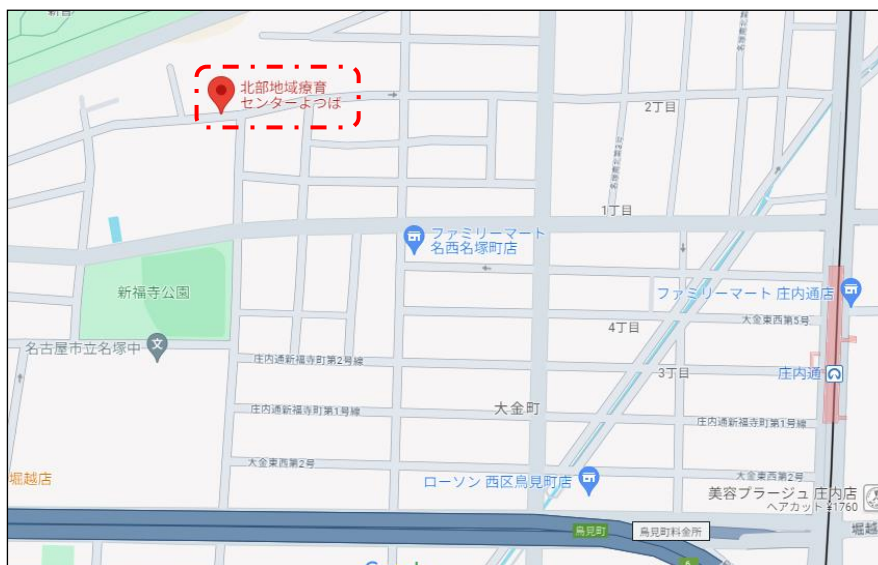 北部地域療育
センターよつば
2丁目
1丁目
ファミリーマート
名西名塚町店
新福寺公園
ファミリーマート 庄内通店
大金東西第5号
4丁目
名古屋市立名塚中
文
庄内通新福寺町第2号線
3丁目
庄内通
大金町
庄内通新福寺町第1号線
庄内通新福寺町第1号線
大金東西第2号
大金東西第2号
堀越店
ローソン 西区鳥見町店
美容プラージュ 庄内店
ヘアカット ¥1760
鳥見町
鳥見町料金所
堀越